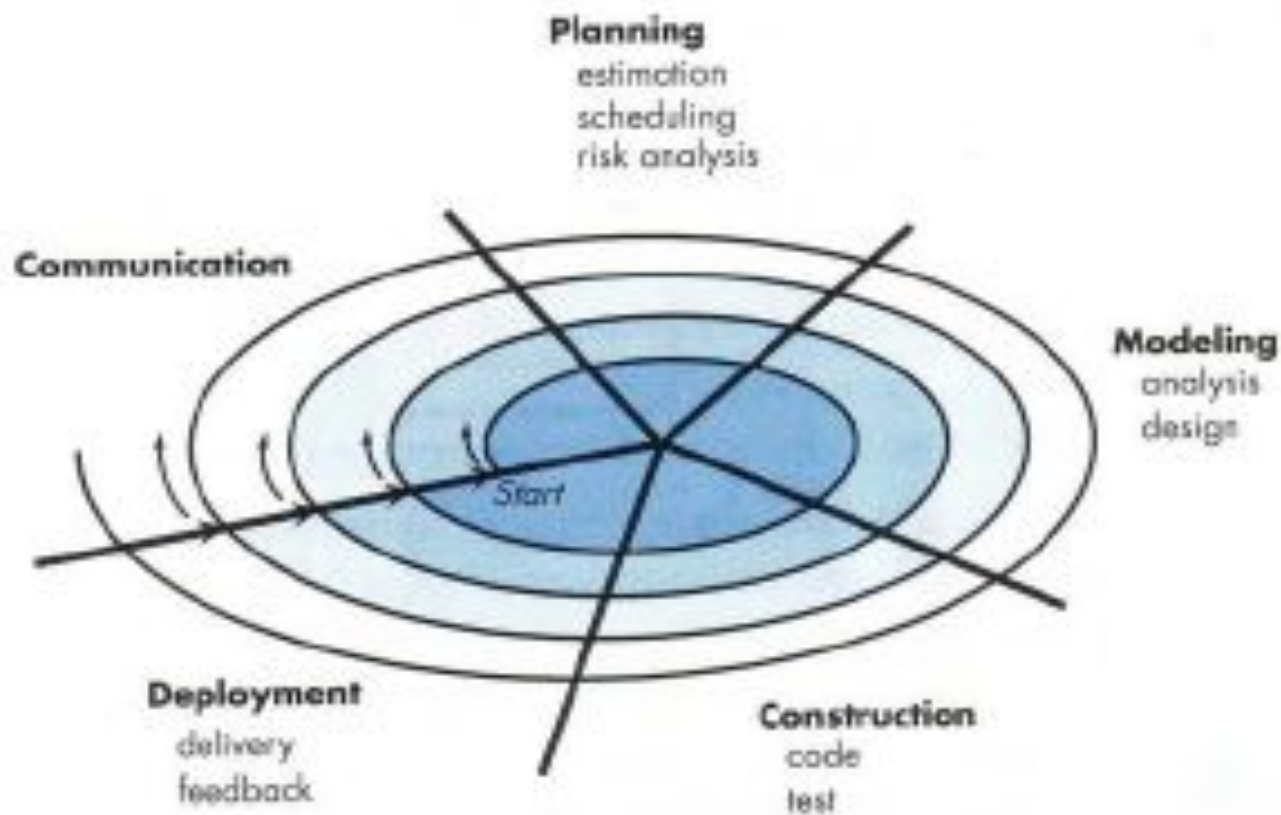 Planning
estimation
scheduling
risk analysis
Communication
Modeling
analysis
design
Start
Deployment
delivery
feedback
Construction
code
test